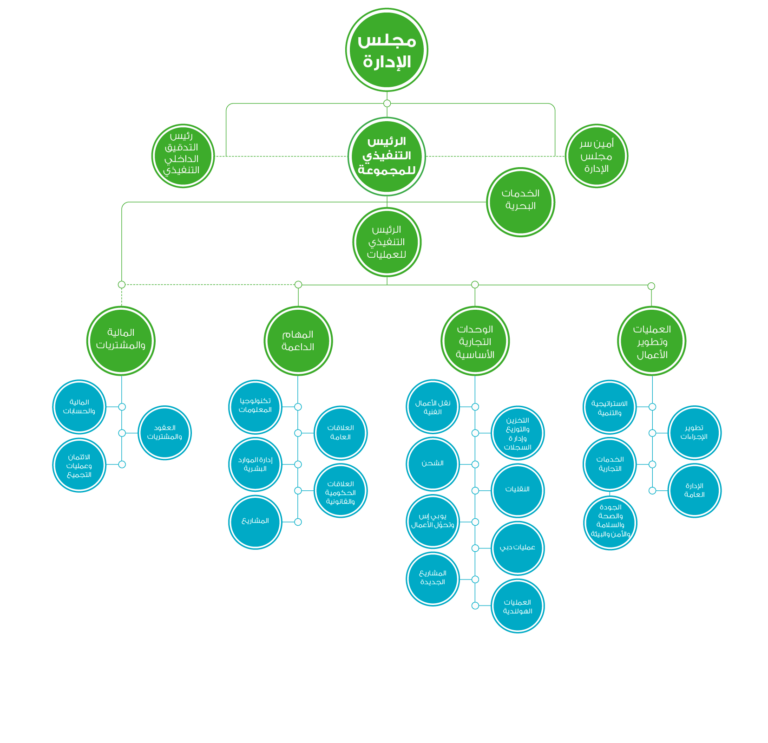 مجلس
الإدارة
أمين سر
مجلس
الإدارة
الرئيس
التنفيذي
للمجموعة
رئيس
التدقيق
الداخلي
التنفيذي
الخدمات
البحرية
الرئيس
التنفيذي
للعمليات
العمليات
وتطوير
الأعمال
الوحدات
التجارية
الأساسية
المهام
الداعمة
المالية
والمشتريات
الاستراتيجية
والتنمية
تطوير
الإجراءات
الخدمات
التجارية
الإدارة
العامة
الجودة
والصحة
والسلامة
والأمن والبيئة
نقل الأعمال
الفنية
التخزين
والتوزيع
وإدارة
السجلات
الشحن
النقليات
يو بي إس
وتحوّل الأعمال
عمليات دبي
المشاريع
الجديدة
العمليات
الهولندية
تكنولوجيا
المعلومات
العلاقات
العامة
إدارة الموارد
البشرية
العلاقات
الحكومية
والقانونية
المشاريع
المالية
والحسابات
العقود
والمشتريات
الائتمان
وعمليات
التجميع